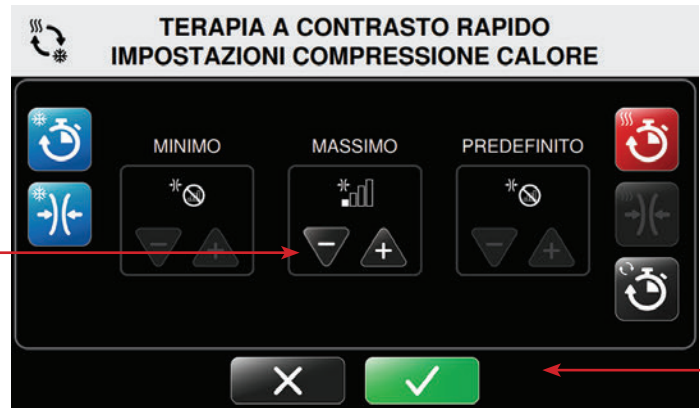 TERAPIA A CONTRASTO RAPIDO
IMPOSTAZIONI COMPRESSIONE CALORE
MINIMO MASSIMO PREDEFINITO